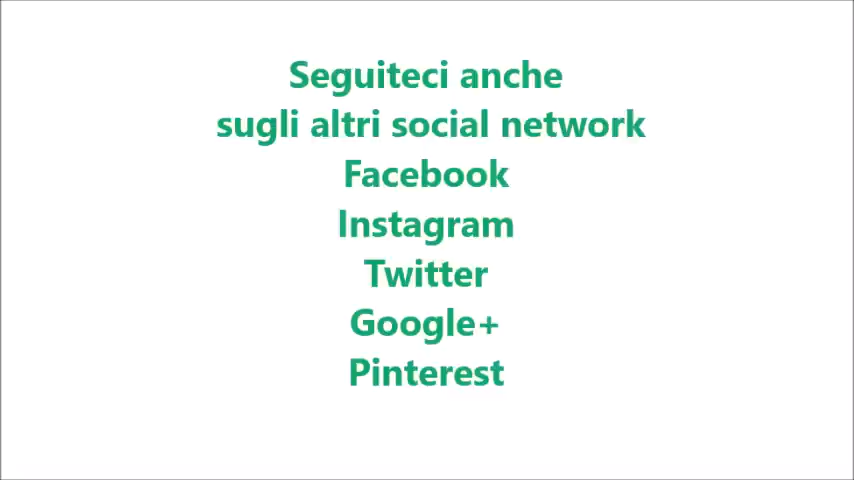 Seguiteci anche
sugli altri social network
Facebook
Instagram
Twitter
Google+
Pinterest